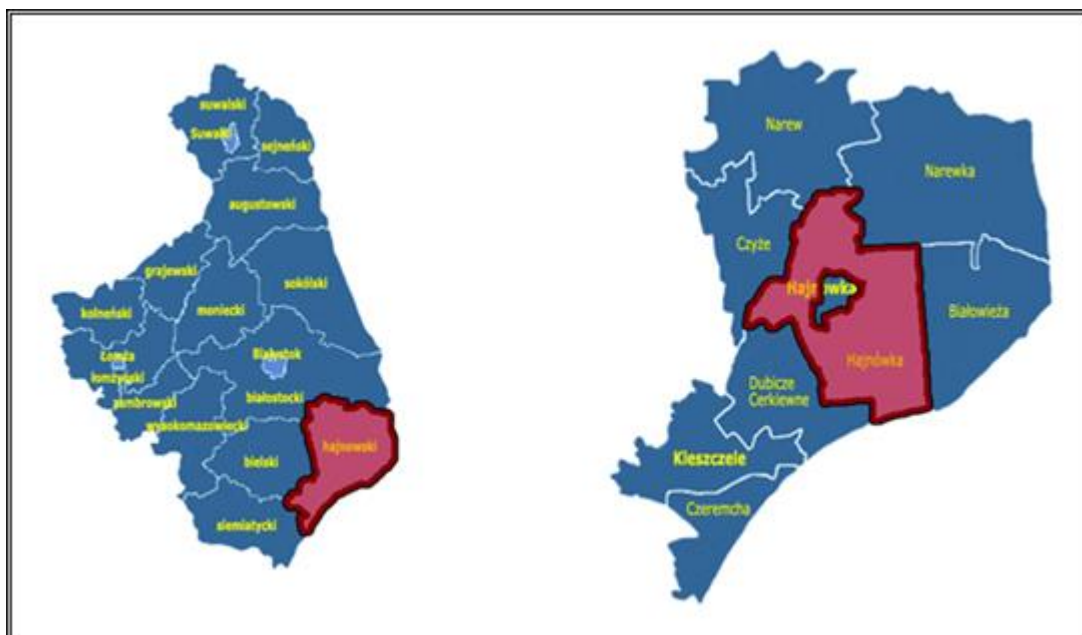 suwalski
Suwałki
sejneński
augustowski
grajewski
sokólski
kolneński
moniecki
Łomża
Białystok
łomżyński
zambrowski
białostocki
wysokomazowiecki
hajnowski
bielski
siemiatycki
Narew
Narewka
Czyże
Hajnówka
Białowieża
Hajnówka
Dubicze
Cerkiewne
Kleszczele
Czeremcha